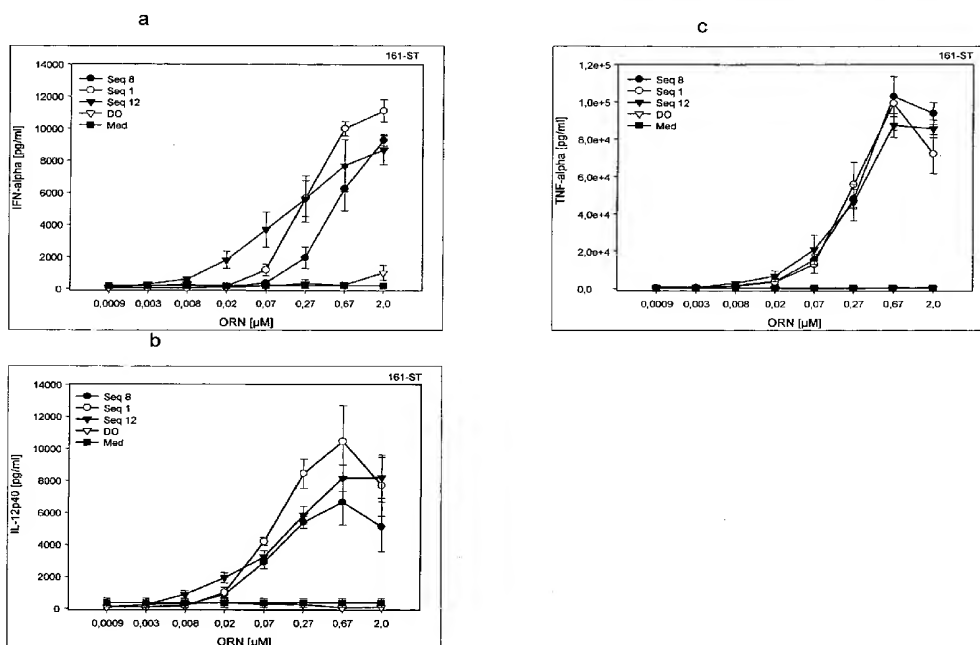 a
161-ST
14000
12000
10000
8000
6000
4000
2000
0
IFN-alpha [pg/ml]
Seq 8
Seq 1
Seq 12
DO
Med
0,0009 0,003 0,008 0,02 0,07 0,27 0,67 2,0
ORN [µM]
c
161-ST
1,2e+5
1,0e+5
8,0e+4
6,0e+4
4,0e+4
2,0e+4
0,0
TNF-alpha [pg/ml]
Seq 8
Seq 1
Seq 12
DO
Med
0,0009 0,003 0,008 0,02 0,07 0,27 0,67 2,0
ORN [µM]
b
161-ST
14000
12000
10000
8000
6000
4000
2000
0
IL-12p40 [pg/ml]
Seq 8
Seq 1
Seq 12
DO
Med
0,0009 0,003 0,008 0,02 0,07 0,27 0,67 2,0
ORN [µM]